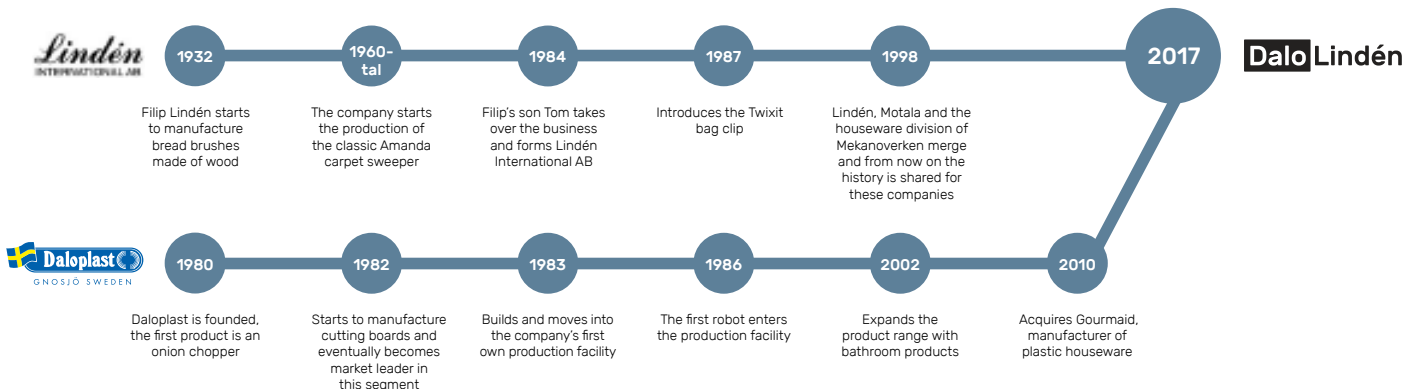 Lindén
INTERNATIONAL AB
1932
1960-
tal
1984
1987
1998
2017
Dalo Lindén
Filip Lindén starts
to manufacture
bread brushes
made of wood
The company starts
the production of
the classic Amanda
carpet sweeper
Filip's son Tom takes
over the business
and forms Lindén
International AB
Introduces the Twixit
bag clip
Lindén, Motala and the
houseware division of
Mekanoverken merge
and from now on the
history is shared for
these companies
Daloplast
GNOSJÖ SWEDEN
1980
1982
1983
1986
2002
2010
Daloplast is founded,
the first product is an
onion chopper
Starts to manufacture
cutting boards and
eventually becomes
market leader in
this segment
Builds and moves into
the company's first
own production facility
The first robot enters
the production facility
Expands the
product range with
bathroom products
Acquires Gourmaid,
manufacturer of
plastic houseware